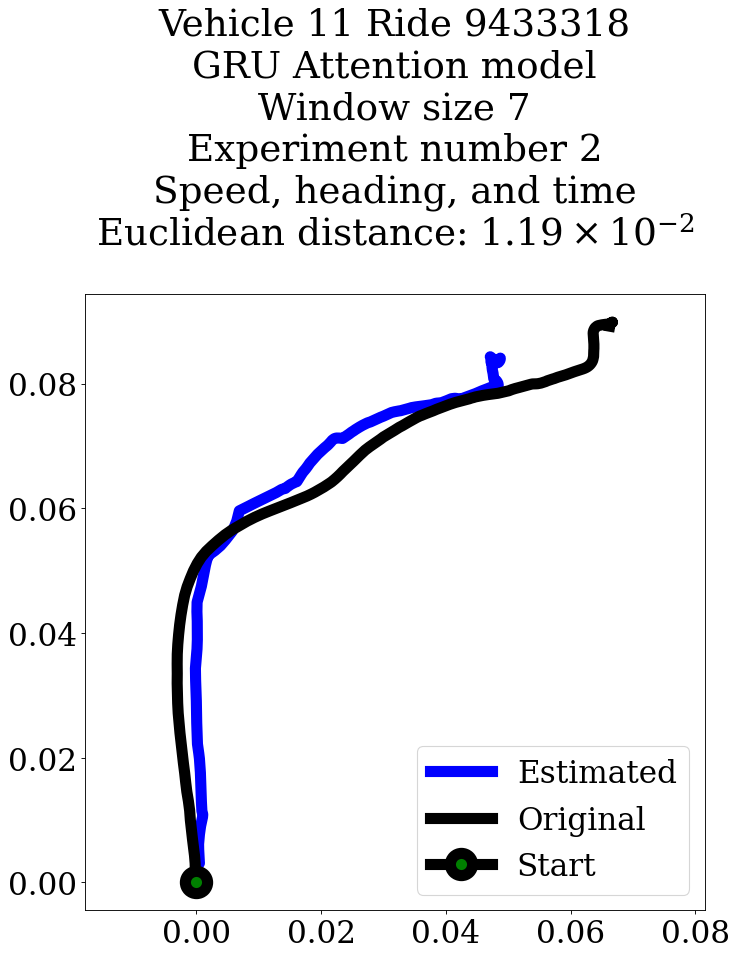 Vehicle 11 Ride 9433318
GRU Attention model
Window size 7
Experiment number 2
Speed, heading, and time
Euclidean distance: 1.19 × 10⁻²
0.08
0.06
0.04
0.02
0.00
Estimated
Original
Start
0.00 0.02 0.04 0.06 0.08